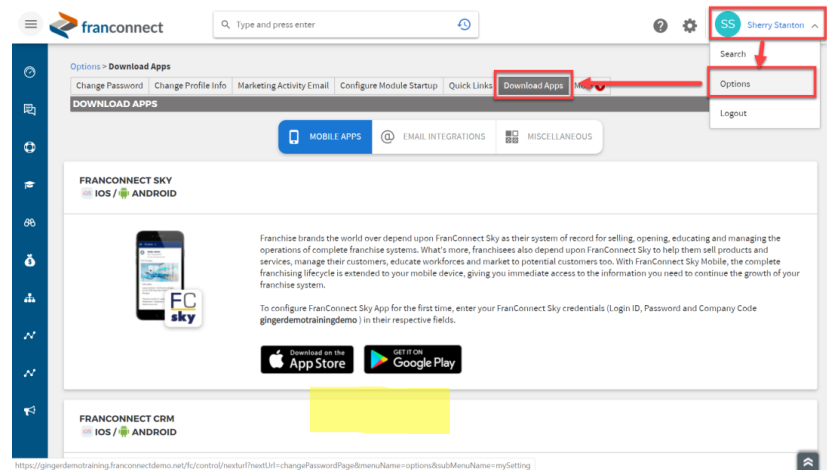 franconnect
Type and press enter
SS Sherry Stanton
Search
Options
Logout
Options > Download Apps
Change Password Change Profile Info Marketing Activity Email Configure Module Startup Quick Links Download Apps
DOWNLOAD APPS
MOBILE APPS EMAIL INTEGRATIONS MISCELLANEOUS
FRANCONNECT SKY
IOS / ANDROID
Franchise brands the world over depend upon FranConnect Sky as their system of record for selling, opening, educating and managing the
operations of complete franchise systems. What's more, franchisees also depend upon FranConnect Sky to help them sell products and
services, manage their customers, educate workforces and market to potential customers too. With FranConnect Sky Mobile, the complete
franchising lifecycle is extended to your mobile device, giving you immediate access to the information you need to continue the growth of your
franchise system.
FC
sky
To configure FranConnect Sky App for the first time, enter your FranConnect Sky credentials (Login ID, Password and Company Code
gingerdemotrainingdemo ) in their respective fields.
Download on the
App Store
GET IT ON
Google Play
FRANCONNECT CRM
IOS / ANDROID
https://gingerdemotraining.franconnectdemo.net/fc/control/nexturl?nextUrl=changePasswordPage&menuName=options&subMenuName=mySetting